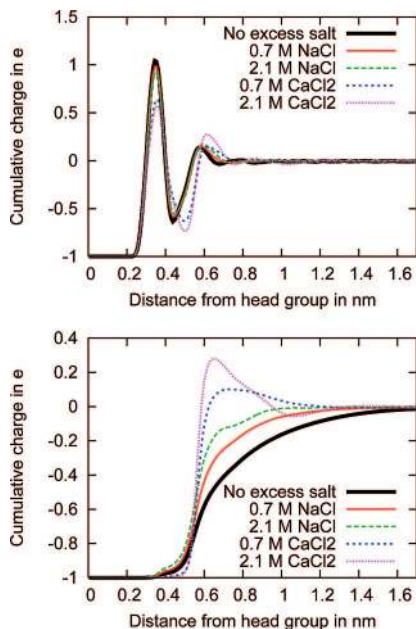 No excess salt
0.7 M NaCl
2.1 M NaCl
0.7 M CaCl2
2.1 M CaCl2
1.5
1
0.5
0
-0.5
-1
Cumulative charge in e
0 0.2 0.4 0.6 0.8 1 1.2 1.4 1.6
Distance from head group in nm
0.4
0.2
0
-0.2
-0.4
-0.6
-0.8
-1
Cumulative charge in e
No excess salt
0.7 M NaCl
2.1 M NaCl
0.7 M CaCl2
2.1 M CaCl2
0 0.2 0.4 0.6 0.8 1 1.2 1.4 1.6
Distance from head group in nm